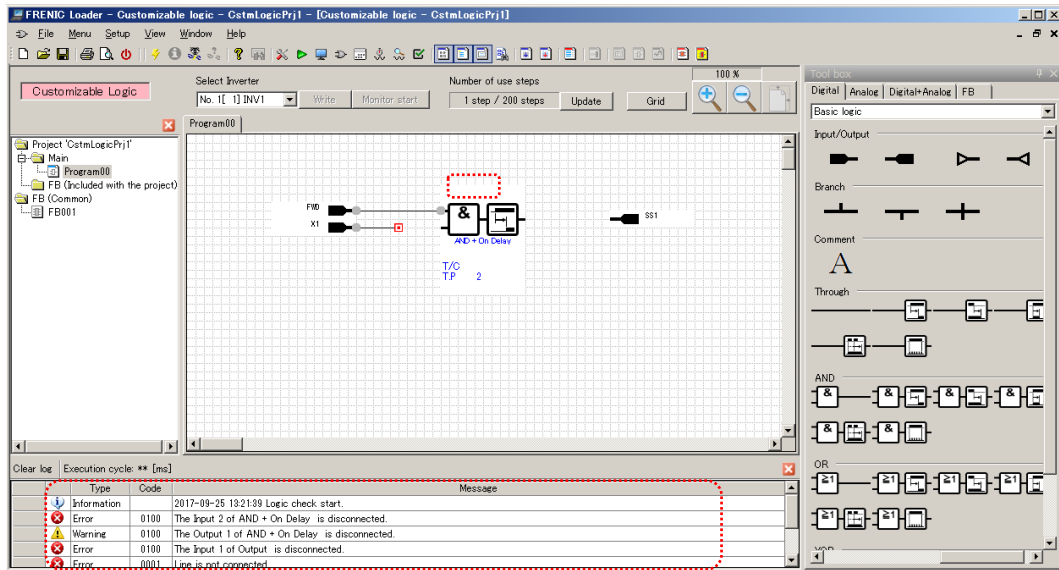 FRENIC Loader - Customizable logic - CstmLogicPrj1 - [Customizable logic - CstmLogicPrj1]
File Menu Setup View Window Help
Customizable Logic
Select Inverter
No. 1[ 1] INV1
Write
Monitor start
Number of use steps
1 step / 200 steps
Update
Grid
100 %
Program00
Project 'CstmLogicPrj1'
Main
Program00
FB (Included with the project)
FB (Common)
FB001
FWD
X1
&
AND + On Delay
T/C
T.P 2
SS1
Tool box
Digital Analog Digital+Analog FB
Basic logic
Input/Output
Branch
Comment
A
Through
AND
& & & &
& &
OR
≧1 ≧1 ≧1 ≧1
≧1 ≧1
XOR
Clear log Execution cycle: ** [ms]
Type Code Message
Information 2017-09-25 13:21:39 Logic check start.
Error 0100 The Input 2 of AND + On Delay is disconnected.
Warning 0100 The Output 1 of AND + On Delay is disconnected.
Error 0100 The Input 1 of Output is disconnected.
Error 0001 Line is not connected